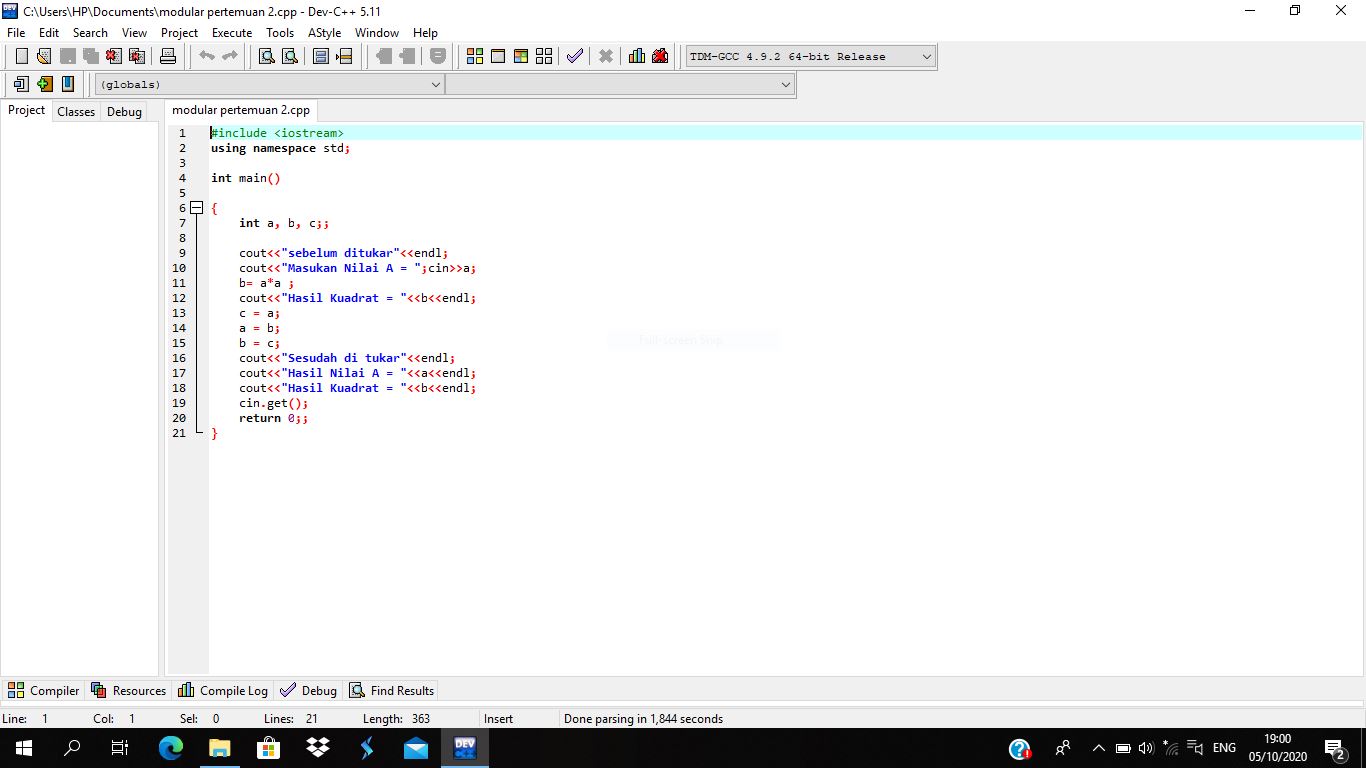 C:\Users\HP\Documents\modular pertemuan 2.cpp - Dev-C++ 5.11
File Edit Search View Project Execute Tools AStyle Window Help
TDM-GCC 4.9.2 64-bit Release
(globals)
Project Classes Debug modular pertemuan 2.cpp
1 #include <iostream>
2 using namespace std;
3
4 int main()
5
6 {
7 int a, b, c;;
8
9 cout<<"sebelum ditukar"<<endl;
10 cout<<"Masukan Nilai A = ";cin>>a;
11 b= a*a ;
12 cout<<"Hasil Kuadrat = "<<b<<endl;
13 c = a;
14 a = b;
15 b = c;
16 cout<<"Sesudah di tukar"<<endl;
17 cout<<"Hasil Nilai A = "<<a<<endl;
18 cout<<"Hasil Kuadrat = "<<b<<endl;
19 cin.get();
20 return 0;;
21 }
Full-screen Snip
Compiler Resources Compile Log Debug Find Results
Line: 1 Col: 1 Sel: 0 Lines: 21 Length: 363 Insert Done parsing in 1,844 seconds
DEV
ENG
19:00
05/10/2020
2